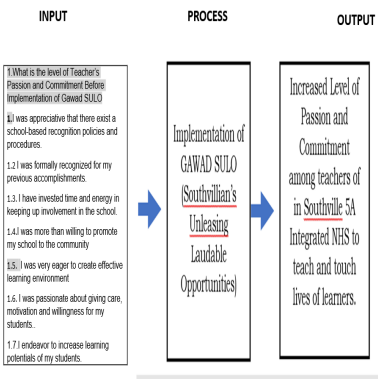 INPUT
PROCESS
OUTPUT
1.What is the level of Teacher's
Passion and Commitment Before
Implementation of Gawad SULO
1.I was appreciative that there exist a
school-based recognition policies and
procedures.
1.2 I was formally recognized for my
previous accomplishments.
1.3. I have invested time and energy in
keeping up involvement in the school.
1.4.I was more than willing to promote
my school to the community
1.5. I was very eager to create effective
learning environment
1.6. I was passionate about giving care,
motivation and willingness for my
students..
1.7.I endeavor to increase learning
potentials of my students.
Implementation of
GAWAD SULO
(Southvillian's
Unleasing
Laudable
Opportunities)
Increased Level of
Passion and
Commitment
among teachers of
in Southville 5A
Integrated NHS to
teach and touch
lives of learners.